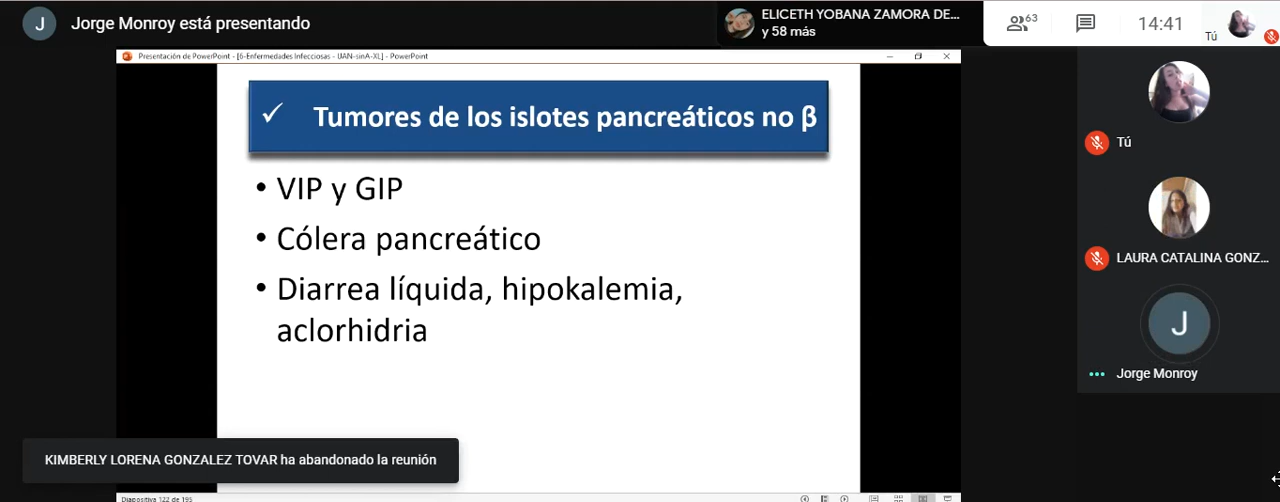 J Jorge Monroy está presentando
ELICETH YOBANA ZAMORA DE...
y 58 más
63
14:41
Tú
Presentación de PowerPoint - [6-Enfermedades Infecciosas - UAN-sinA-XL] - PowerPoint
✓ Tumores de los islotes pancreáticos no β
• VIP y GIP
• Cólera pancreático
• Diarrea líquida, hipokalemia,
aclorhidria
Tú
LAURA CATALINA GONZ...
J
Jorge Monroy
KIMBERLY LORENA GONZALEZ TOVAR ha abandonado la reunión
Diapositiva 122 de 195